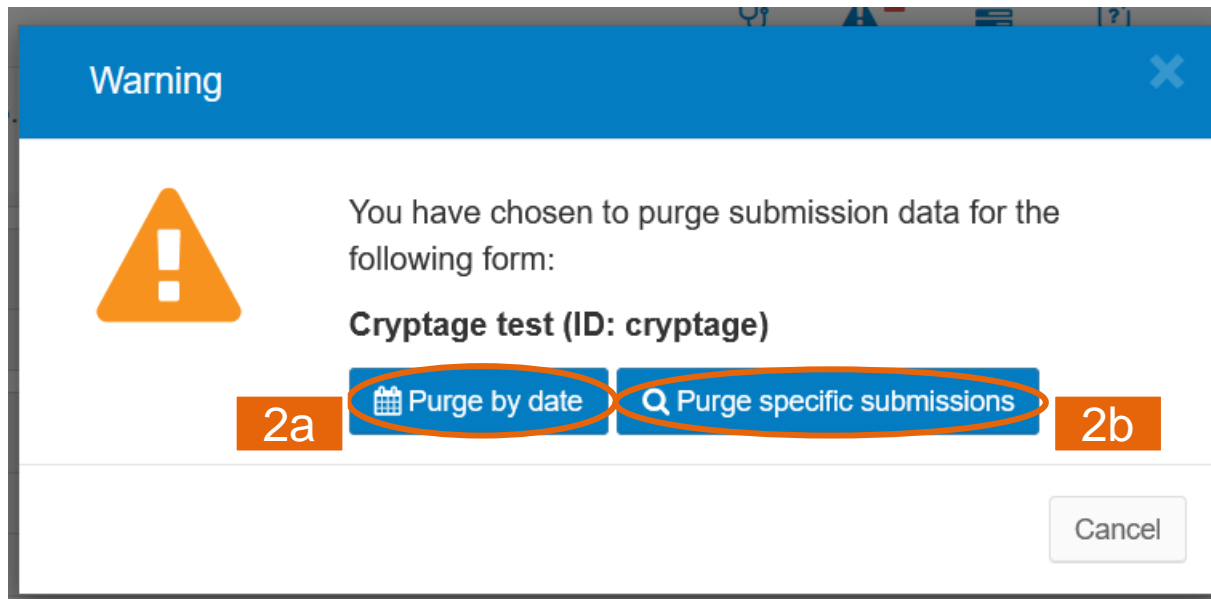 Warning
You have chosen to purge submission data for the
following form:
Cryptage test (ID: cryptage)
2a Purge by date Purge specific submissions 2b
Cancel